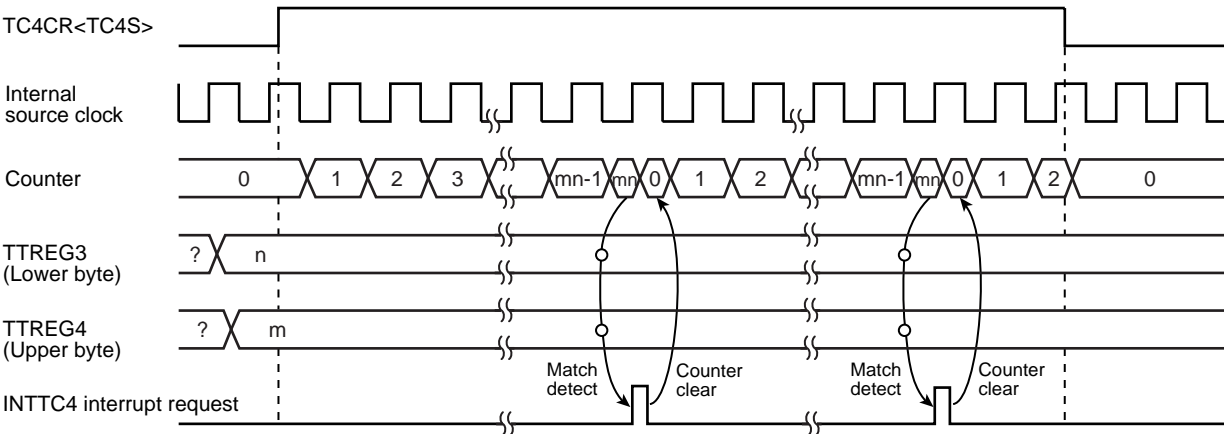 TC4CR<TC4S>
Internal
source clock
Counter
0 1 2 3 mn-1 mn 0 1 2 mn-1 mn 0 1 2 0
TTREG3
(Lower byte)
? n
TTREG4
(Upper byte)
? m
Match
detect
Counter
clear
Match
detect
Counter
clear
INTTC4 interrupt request